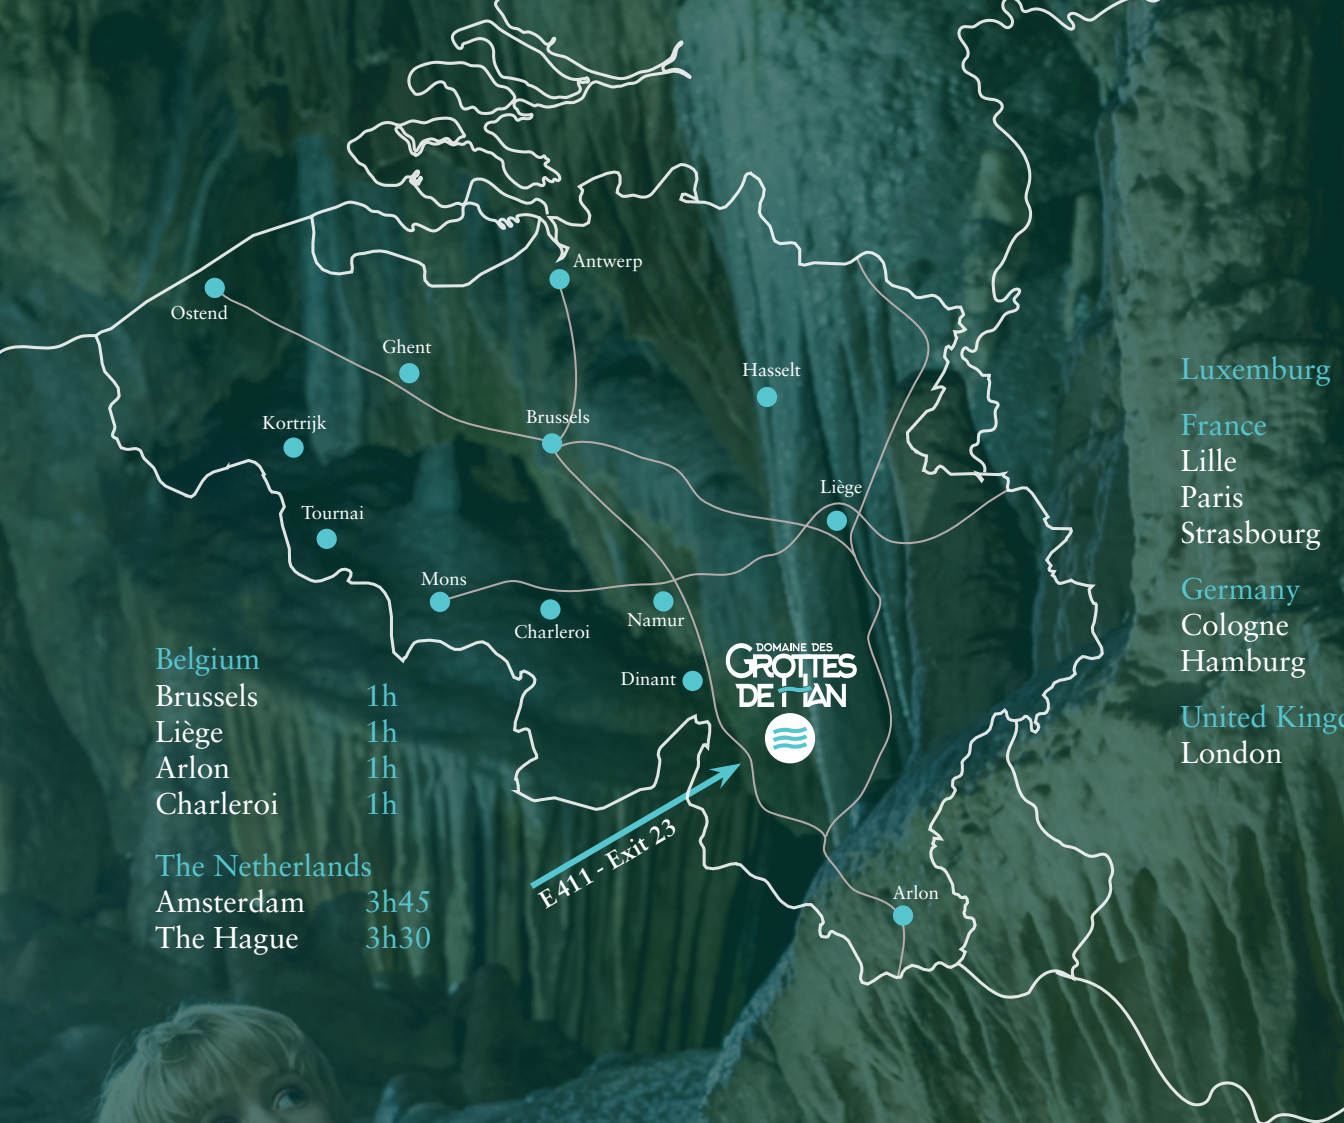 Antwerp
Ostend
Ghent
Hasselt
Brussels
Kortrijk
Liège
Tournai
Mons
Charleroi
Namur
Dinant
DOMAINE DES
GROTTES
DE HAN
E411 - Exit 23
Arlon
Belgium
Brussels 1h
Liège 1h
Arlon 1h
Charleroi 1h
The Netherlands
Amsterdam 3h45
The Hague 3h30
Luxemburg
France
Lille
Paris
Strasbourg
Germany
Cologne
Hamburg
United
London